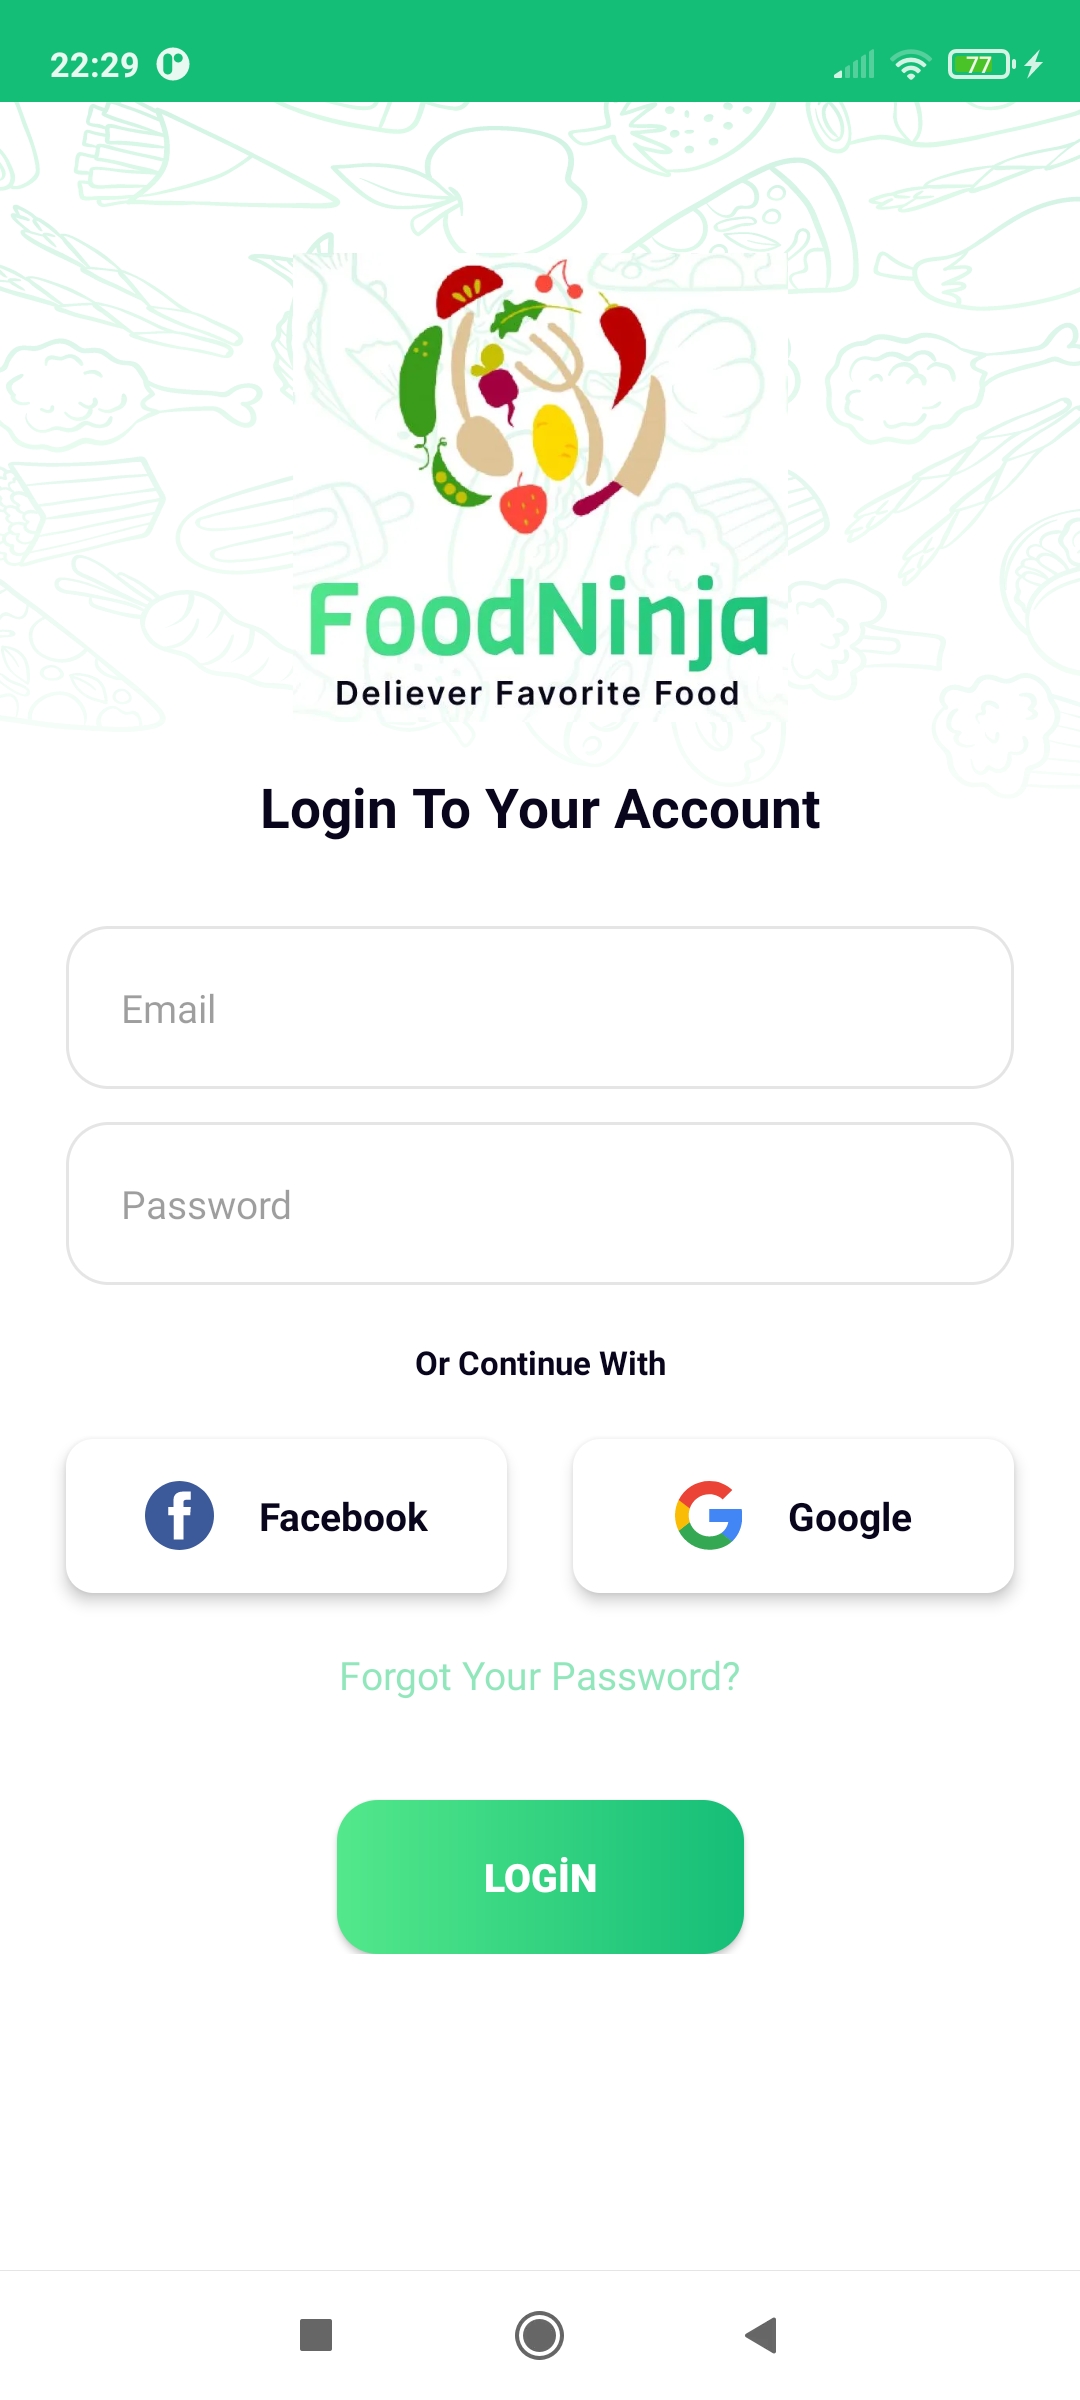 22:29
77
FoodNinja
Deliever Favorite Food
Login To Your Account
Email
Password
Or Continue With
Facebook
Google
Forgot Your Password?
LOGİN